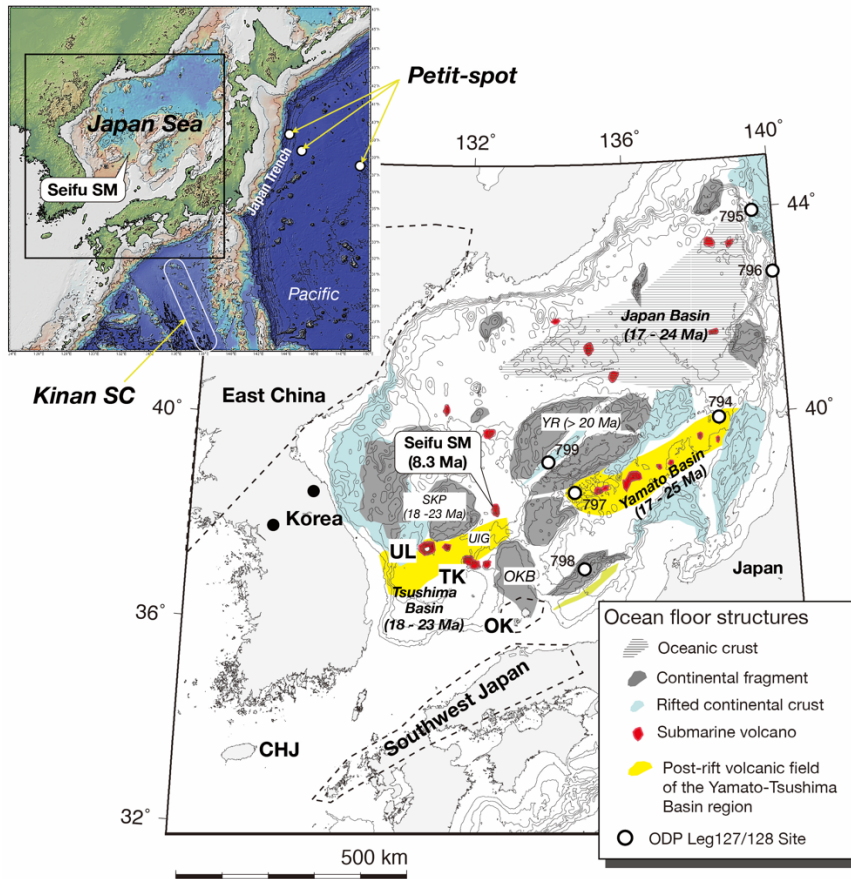 Petit-spot
Japan Sea
Seifu SM
Japan Trench
Pacific
Kinan SC
132°
136°
140°
44°
795
796
Japan Basin
(17 - 24 Ma)
East China
40°
40°
794
YR (> 20 Ma)
799
Seifu SM
(8.3 Ma)
Yamato Basin
(17 - 25 Ma)
797
SKP
(18 -23 Ma)
Korea
UIG
UL
TK
798
OKB
Japan
Tsushima
Basin
(18 - 23 Ma)
OK
36°
Southwest Japan
CHJ
32°
500 km
Ocean floor structures
Oceanic crust
Continental fragment
Rifted continental crust
Submarine volcano
Post-rift volcanic field
of the Yamato-Tsushima
Basin region
ODP Leg127/128 Site